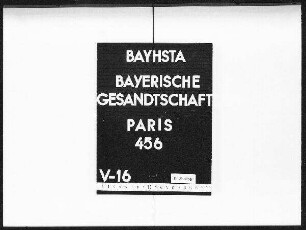 BAYHSTA
BAYERISCHE
GESANDTSCHAFT
PARIS
456
V-16